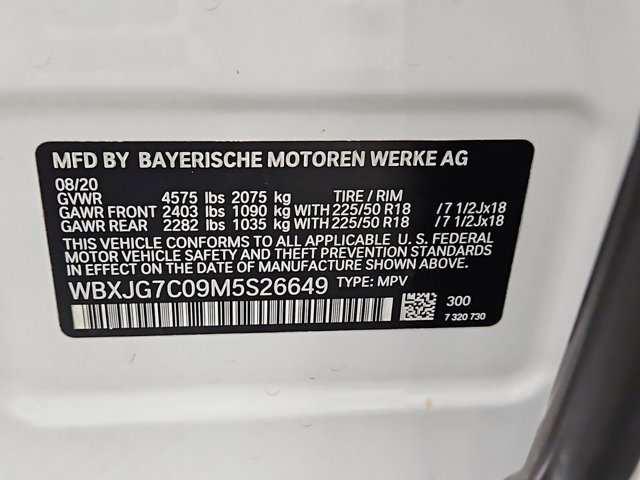 MFD BY BAYERISCHE MOTOREN WERKE AG
08/20
GVWR 4575 lbs 2075 kg TIRE / RIM
GAWR FRONT 2403 lbs 1090 kg WITH 225/50 R18 /7 1/2Jx18
GAWR REAR 2282 lbs 1035 kg WITH 225/50 R18 /7 1/2Jx18
THIS VEHICLE CONFORMS TO ALL APPLICABLE U. S. FEDERAL
MOTOR VEHICLE SAFETY AND THEFT PREVENTION STANDARDS
IN EFFECT ON THE DATE OF MANUFACTURE SHOWN ABOVE.
WBXJG7C09M5S26649 TYPE: MPV
300
7 320 730